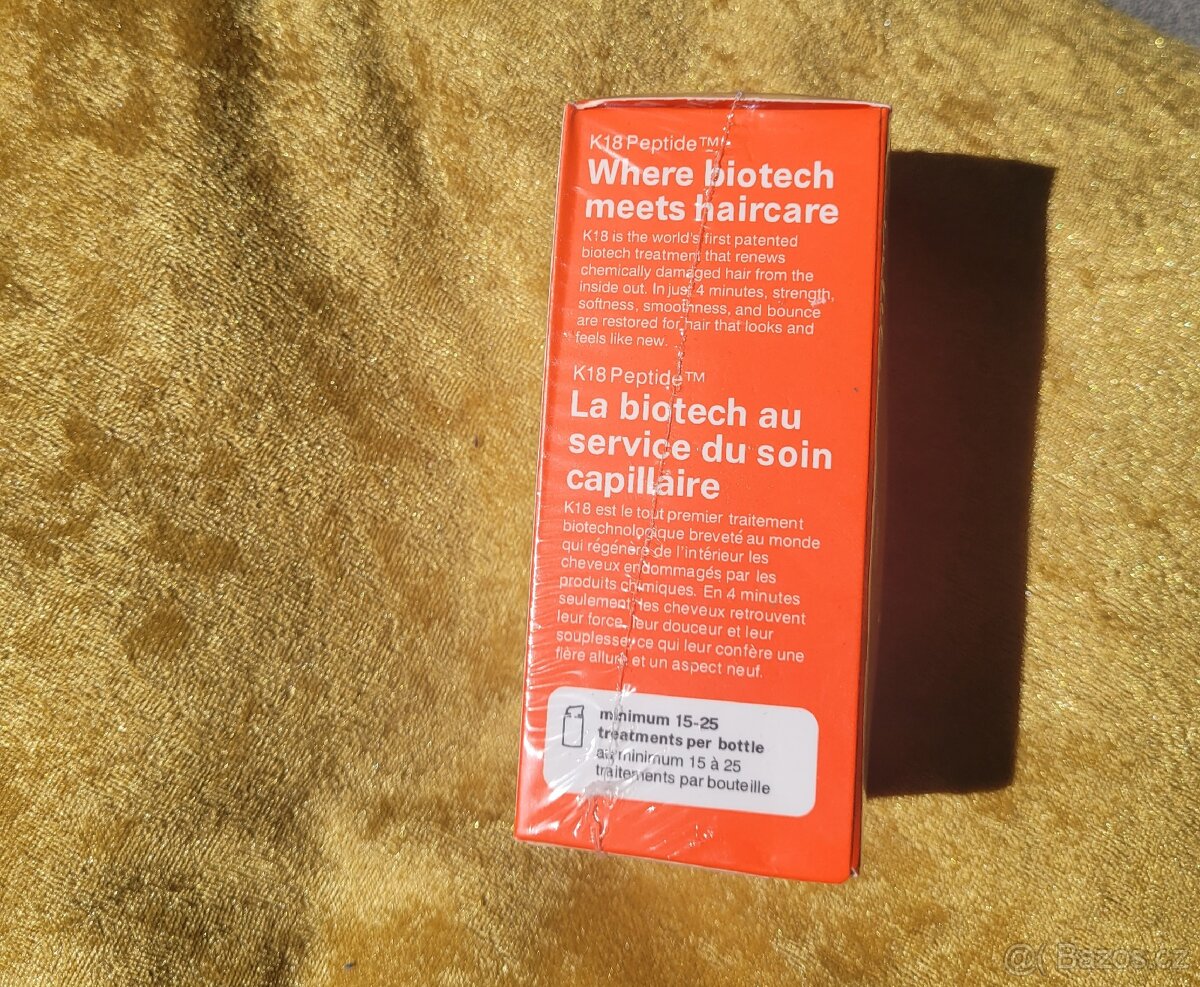 K18 Peptide™
Where biotech
meets haircare
K18 is the world's first patented
biotech treatment that renews
chemically damaged hair from the
inside out. In just 4 minutes, strength,
softness, smoothness, and bounce
are restored for hair that looks and
feels like new.
K18 Peptide™
La biotech au
service du soin
capillaire
K18 est le tout premier traitement
biotechnologique breveté au monde
qui régénère de l'intérieur les
cheveux endommagés par les
produits chimiques. En 4 minutes
seulement, les cheveux retrouvent
leur force, leur douceur et leur
souplesse, ce qui leur confère une
fière allure et un aspect neuf.
minimum 15-25
treatments per bottle
au minimum 15 à 25
traitements par bouteille
@( Bazos.cz